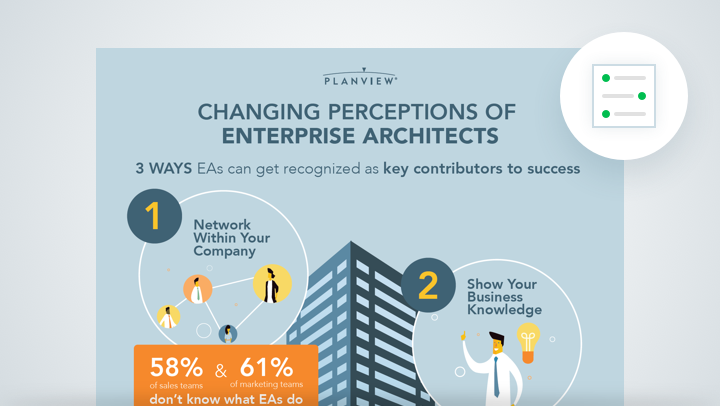 PLANVIEW®
CHANGING PERCEPTIONS OF
ENTERPRISE ARCHITECTS
3 WAYS EAs can get recognized as key contributors to success
1
Network
Within Your
Company
2
Show Your
Business
Knowledge
58% & 61%
of sales teams of marketing teams
don't know what EAs do